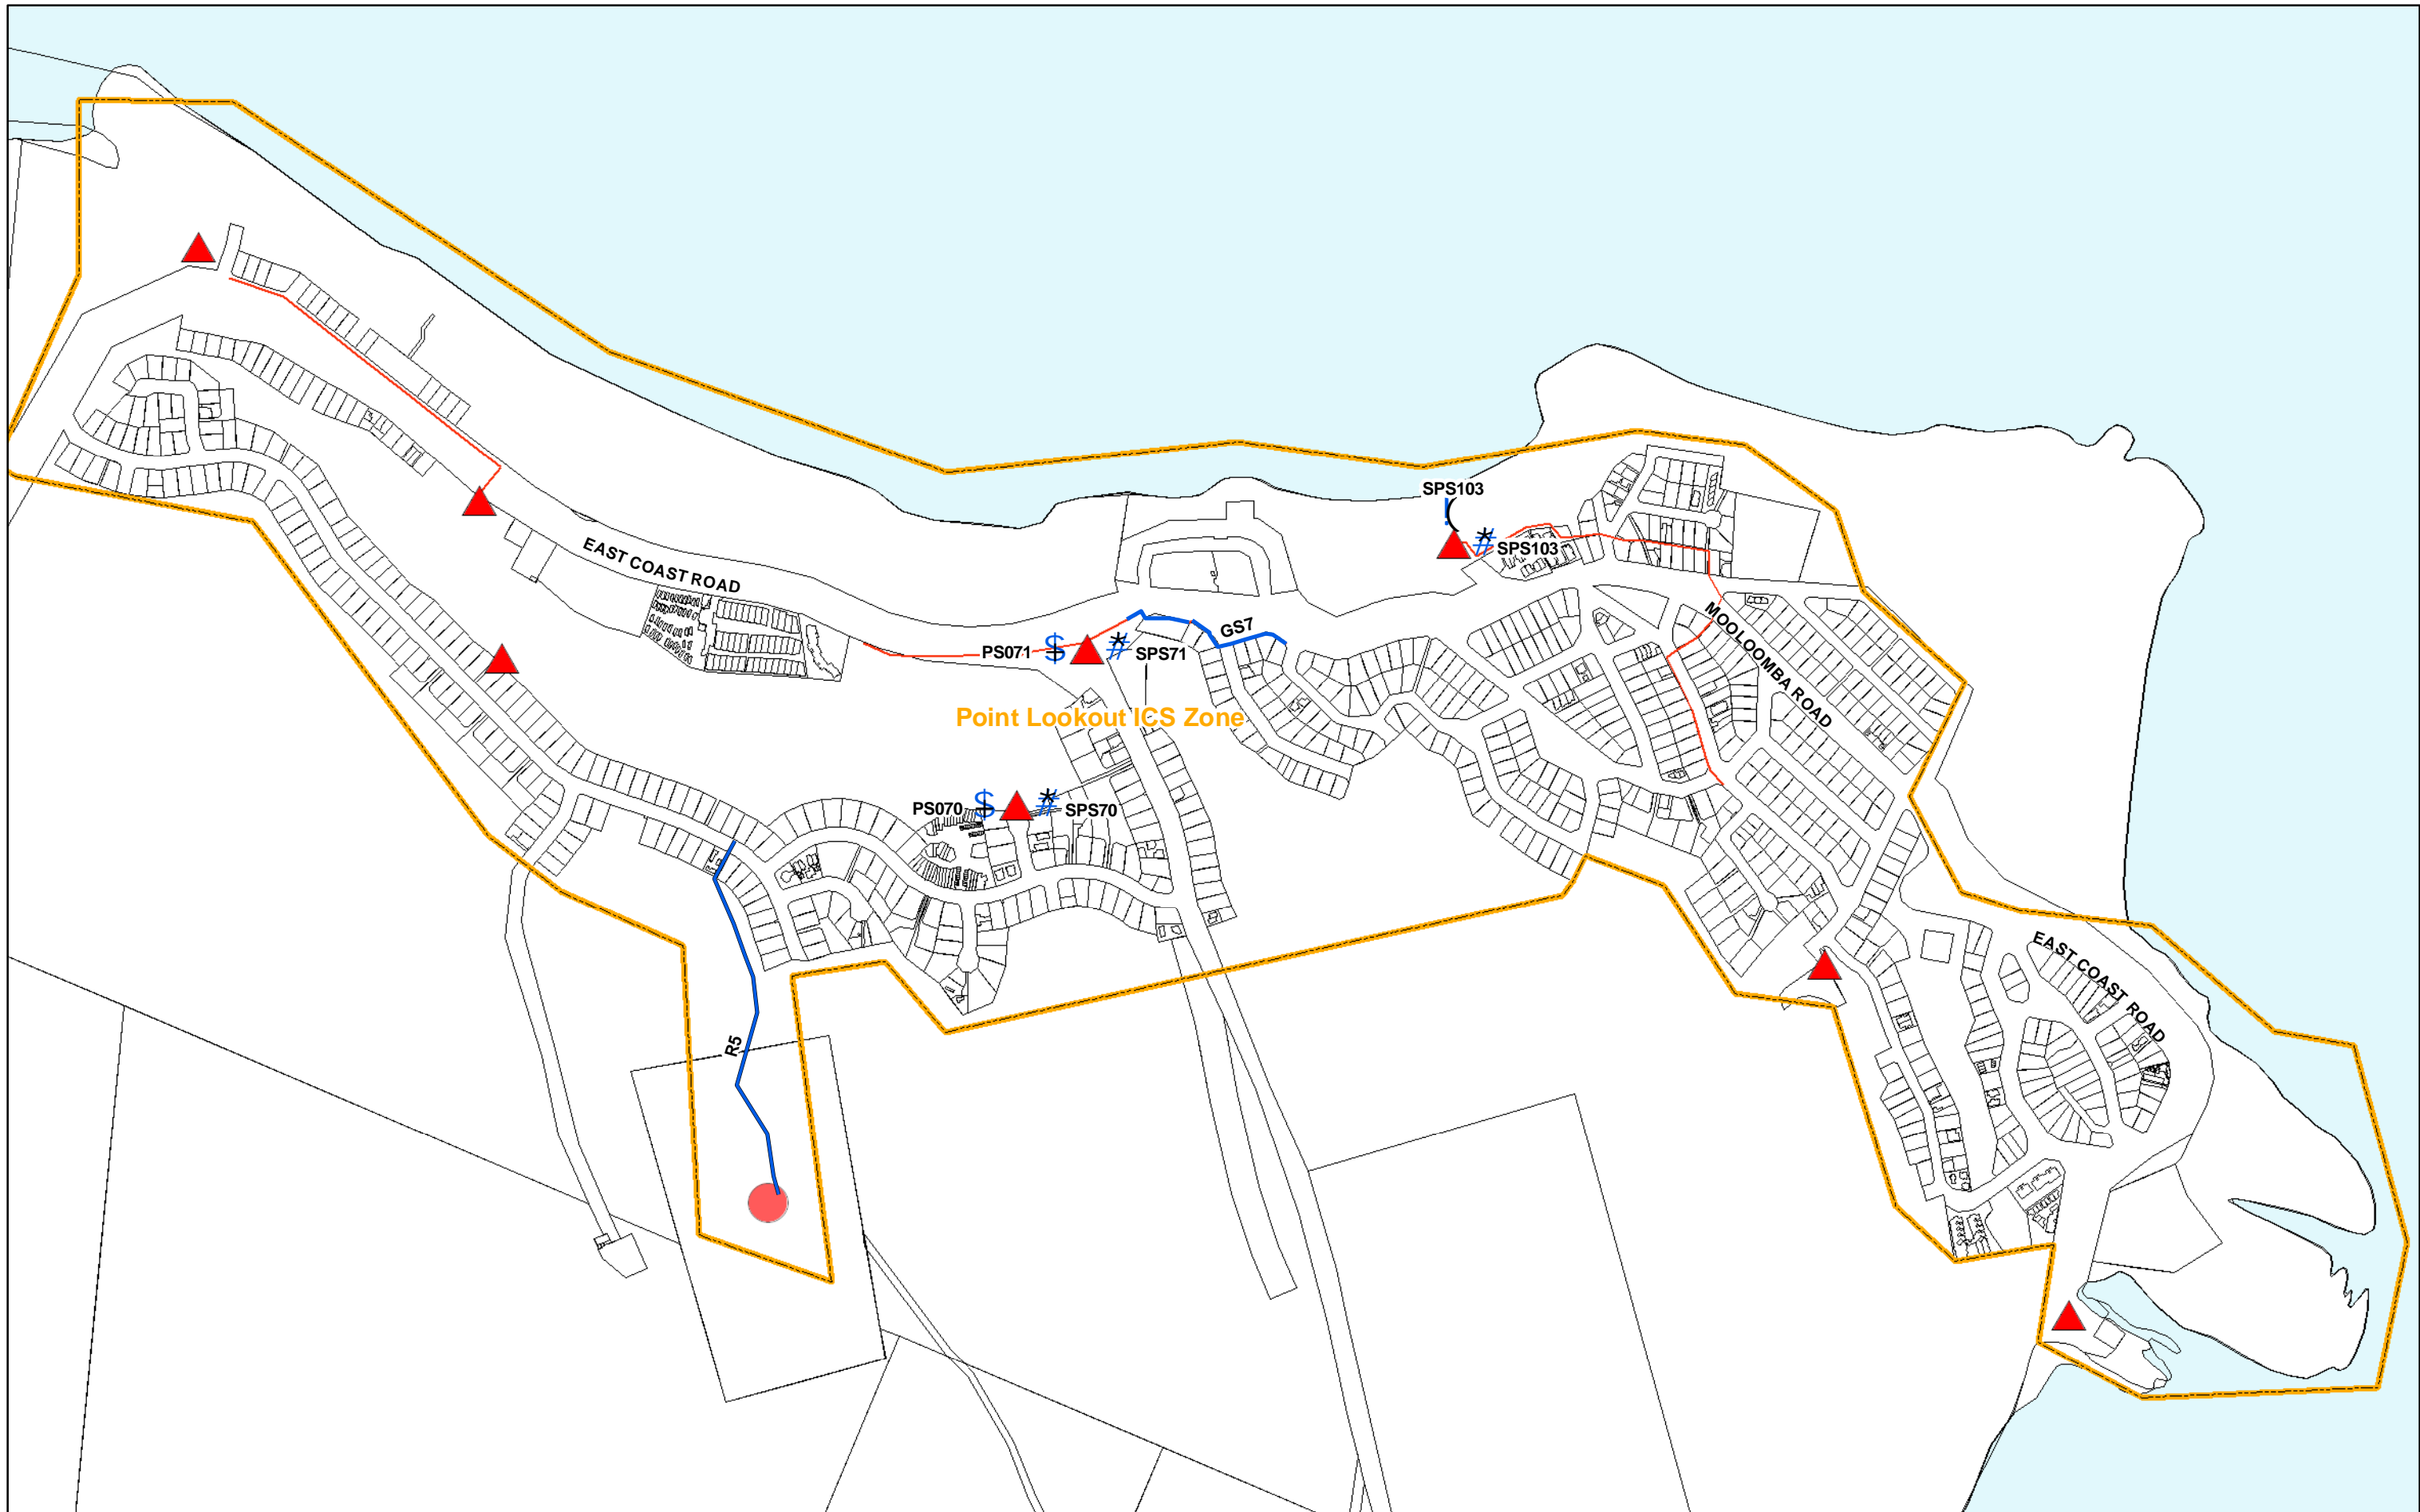 SPS103
# * SPS103
EAST COAST ROAD
MOOLOOMBA ROAD
GS7
PS071 $ # * SPS71
Point Lookout ICS Zone
PS070 $ # * SPS70
EAST COAST ROAD
R5